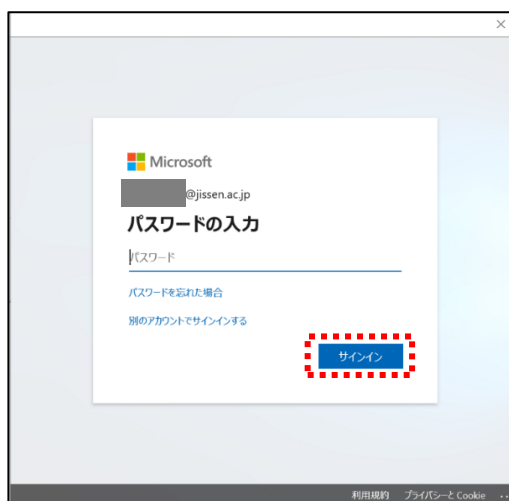 Microsoft
@jissen.ac.jp
パスワードの入力
パスワード
パスワードを忘れた場合
別のアカウントでサインインする
サインイン
利用規約 プライバシーと Cookie ...